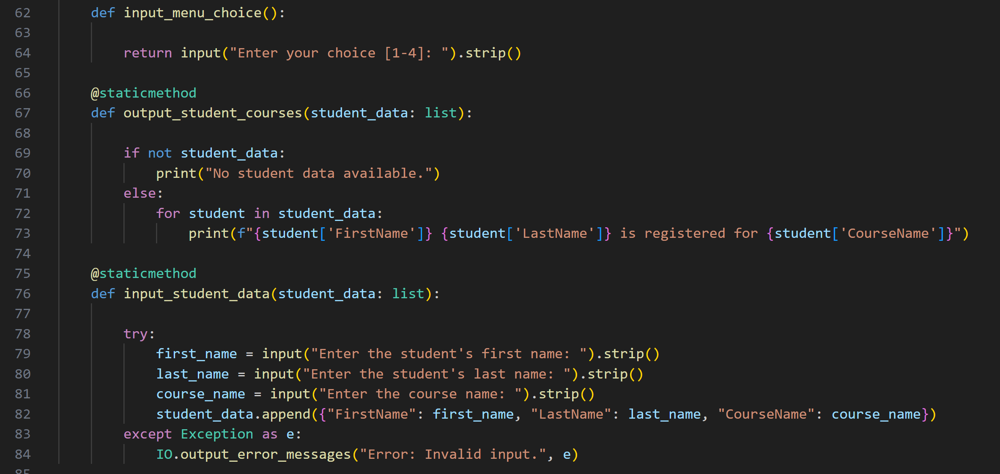 62 def input_menu_choice():
63
64 return input("Enter your choice [1-4]: ").strip()
65
66 @staticmethod
67 def output_student_courses(student_data: list):
68
69 if not student_data:
70 print("No student data available.")
71 else:
72 for student in student_data:
73 print(f"{student['FirstName']} {student['LastName']} is registered for {student['CourseName']}")
74
75 @staticmethod
76 def input_student_data(student_data: list):
77
78 try:
79 first_name = input("Enter the student's first name: ").strip()
80 last_name = input("Enter the student's last name: ").strip()
81 course_name = input("Enter the course name: ").strip()
82 student_data.append({"FirstName": first_name, "LastName": last_name, "CourseName": course_name})
83 except Exception as e:
84 IO.output_error_messages("Error: Invalid input.", e)
85